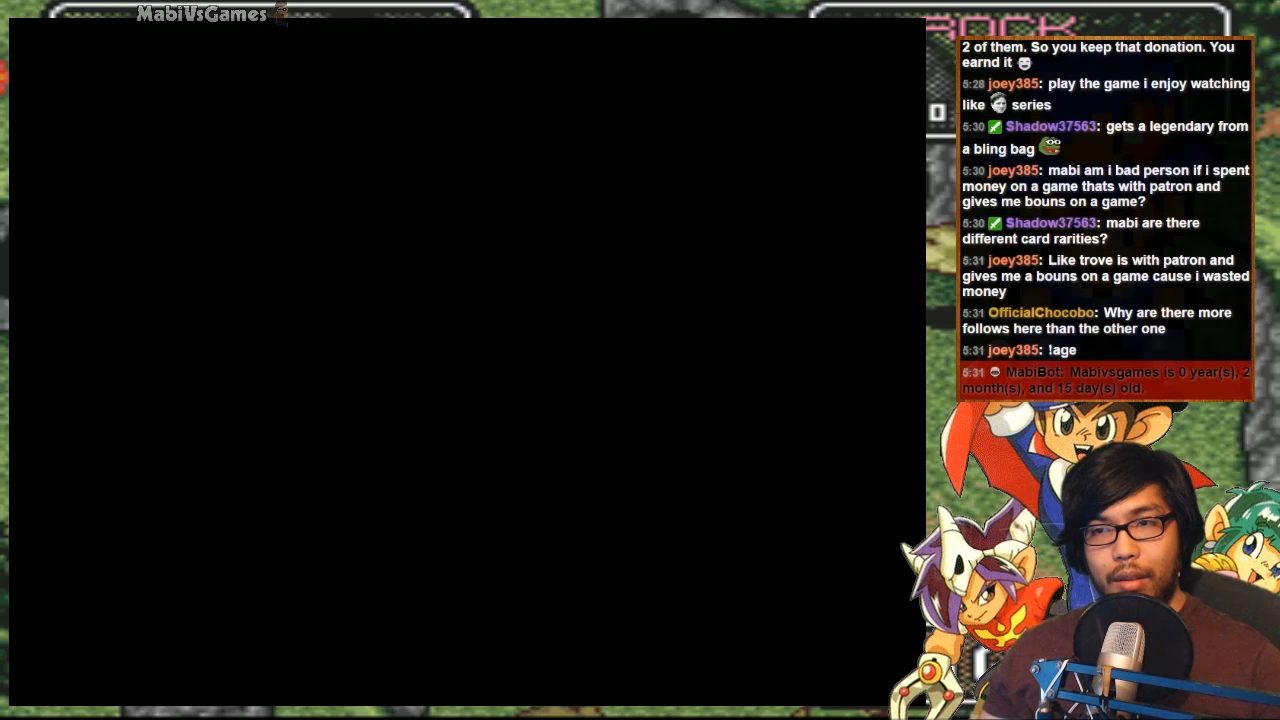 MabiVsGames
ROCK
0
2 of them. So you keep that donation. You
earnd it
5:28 joey385: play the game i enjoy watching
like series
5:30 Shadow37563: gets a legendary from
a bling bag
5:30 joey385: mabi am i bad person if i spent
money on a game thats with patron and
gives me bouns on a game?
5:30 Shadow37563: mabi are there
different card rarities?
5:31 joey385: Like trove is with patron and
gives me a bouns on a game cause i wasted
money
5:31 OfficialChocobo: Why are there more
follows here than the other one
5:31 joey385: !age
5:31 MabiBot: Mabivsgames is 0 year(s), 2
month(s), and 15 day(s) old.